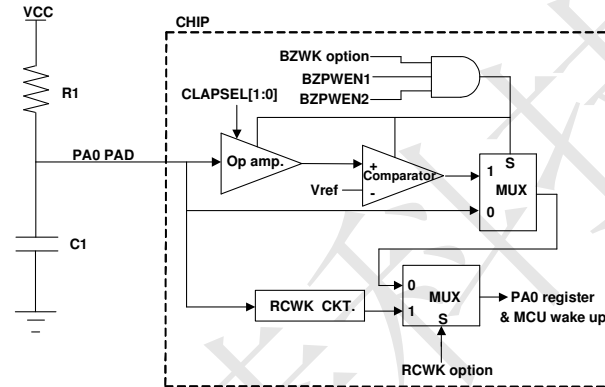 VCC
CHIP
R1
BZWK option
BZPWEN1
BZPWEN2
CLAPSEL[1:0]
PA0 PAD
Op amp.
+
Comparator
-
Vref
S
1
MUX
0
C1
RCWK CKT.
0
MUX
1
S
PA0 register
& MCU wake up
RCWK option